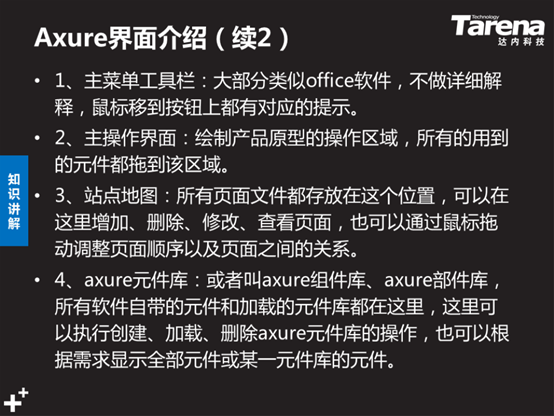 Axure界面介绍（续2）
Technology
Tarena
达内科技
• 1、主菜单工具栏：大部分类似office软件，不做详细解
释，鼠标移到按钮上都有对应的提示。
• 2、主操作界面：绘制产品原型的操作区域，所有的用到
的元件都拖到该区域。
知识讲解
• 3、站点地图：所有页面文件都存放在这个位置，可以在
这里增加、删除、修改、查看页面，也可以通过鼠标拖
动调整页面顺序以及页面之间的关系。
• 4、axure元件库：或者叫axure组件库、axure部件库，
所有软件自带的元件和加载的元件库都在这里，这里可
以执行创建、加载、删除axure元件库的操作，也可以根
据需求显示全部元件或某一元件库的元件。